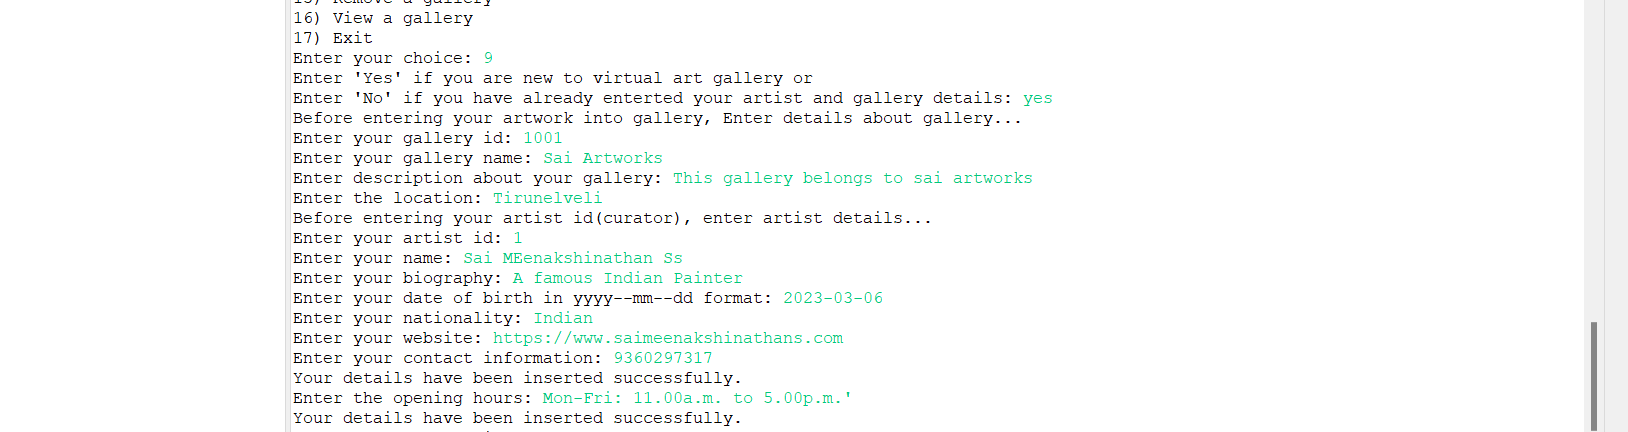 15) Remove a gallery
16) View a gallery
17) Exit
Enter your choice: 9
Enter 'Yes' if you are new to virtual art gallery or
Enter 'No' if you have already enterted your artist and gallery details: yes
Before entering your artwork into gallery, Enter details about gallery...
Enter your gallery id: 1001
Enter your gallery name: Sai Artworks
Enter description about your gallery: This gallery belongs to sai artworks
Enter the location: Tirunelveli
Before entering your artist id(curator), enter artist details...
Enter your artist id: 1
Enter your name: Sai MEenakshinathan Ss
Enter your biography: A famous Indian Painter
Enter your date of birth in yyyy--mm--dd format: 2023-03-06
Enter your nationality: Indian
Enter your website: https://www.saimeenakshinathans.com
Enter your contact information: 9360297317
Your details have been inserted successfully.
Enter the opening hours: Mon-Fri: 11.00a.m. to 5.00p.m.'
Your details have been inserted successfully.